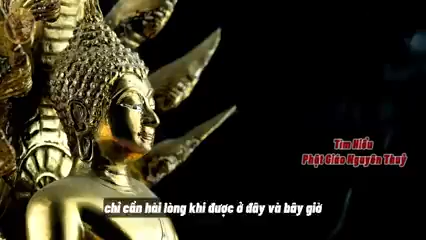 Tìm Hiểu
Phật Giáo Nguyên Thuỷ
chỉ cần hài lòng khi được ở đây và bây giờ